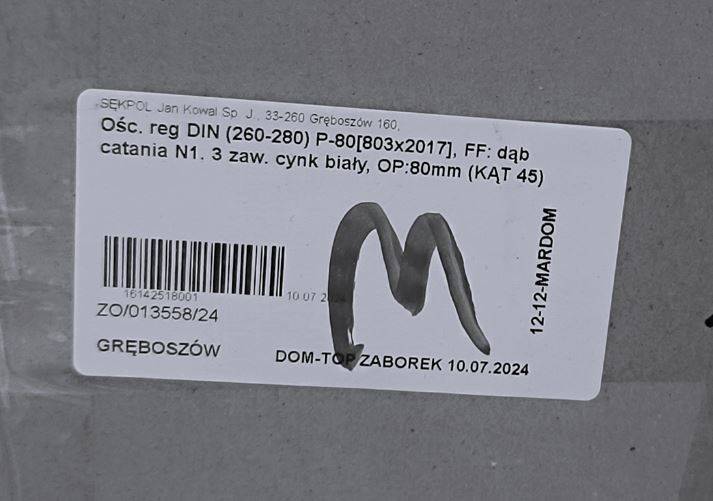 SĘKPOL Jan Kowal Sp. J., 33-260 Gręboszów 160,
Ośc. reg DIN (260-280) P-80[803x2017], FF: dąb
catania N1. 3 zaw. cynk biały, OP:80mm (KĄT 45)
M
12-12-MARDOM
16142518001
10 07
ZO/013558/24
GRĘBOSZÓW
DOM-TOP ZABOREK 10.07.2024